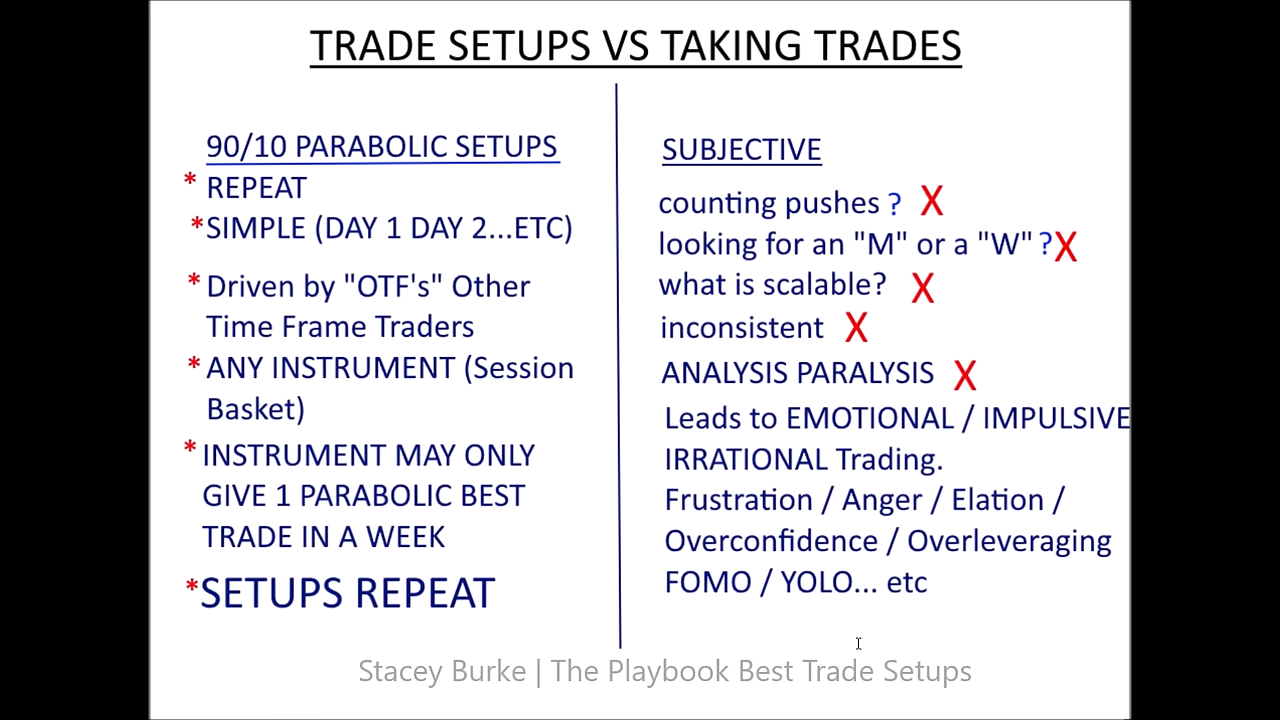 TRADE SETUPS VS TAKING TRADES
90/10 PARABOLIC SETUPS
* REPEAT
*SIMPLE (DAY 1 DAY 2...ETC)
* Driven by "OTF's" Other
Time Frame Traders
* ANY INSTRUMENT (Session
Basket)
* INSTRUMENT MAY ONLY
GIVE 1 PARABOLIC BEST
TRADE IN A WEEK
*SETUPS REPEAT
SUBJECTIVE
counting pushes ? X
looking for an "M" or a "W" ? X
what is scalable? X
inconsistent X
ANALYSIS PARALYSIS X
Leads to EMOTIONAL / IMPULSIVE
IRRATIONAL Trading.
Frustration / Anger / Elation /
Overconfidence / Overleveraging
FOMO / YOLO... etc
Stacey Burke | The Playbook Best Trade Setups